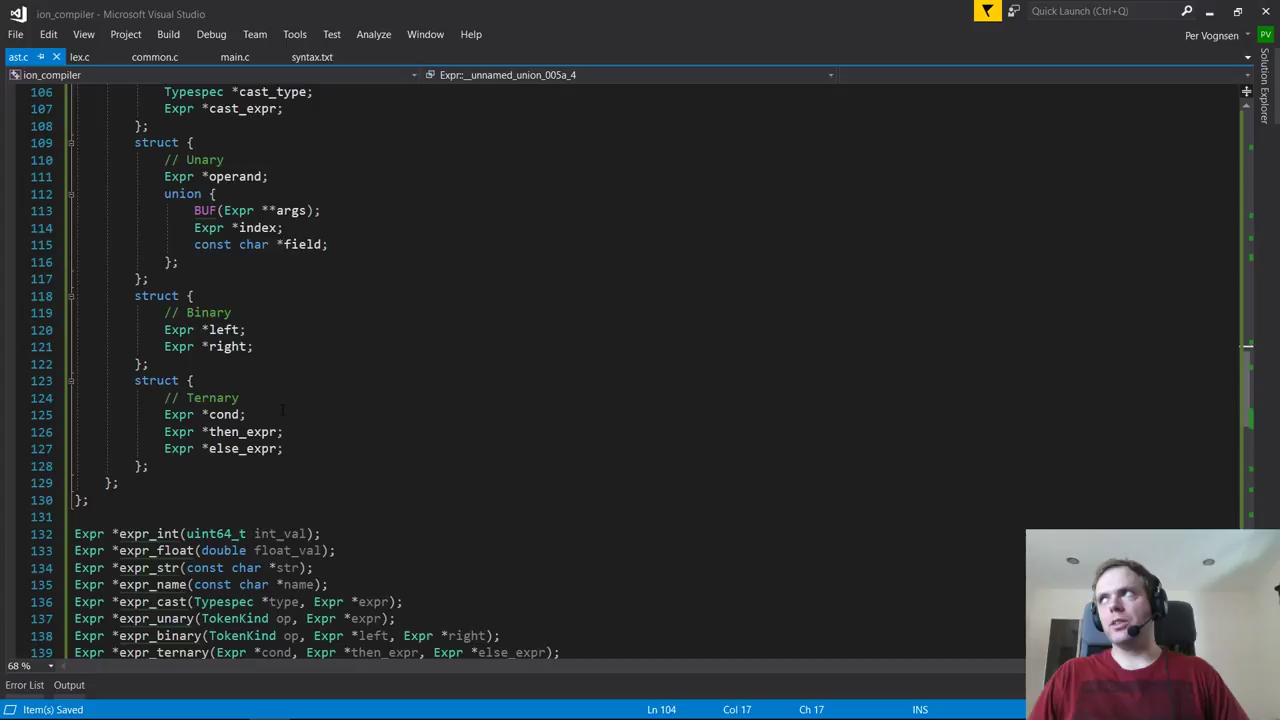 ion_compiler - Microsoft Visual Studio
Quick Launch (Ctrl+Q)
File Edit View Project Build Debug Team Tools Test Analyze Window Help
Per Vognsen PV
ast.c lex.c common.c main.c syntax.txt
Solution Explorer
ion_compiler Expr::__unnamed_union_005a_4
106 Typespec *cast_type;
107 Expr *cast_expr;
108 };
109 struct {
110 // Unary
111 Expr *operand;
112 union {
113 BUF(Expr **args);
114 Expr *index;
115 const char *field;
116 };
117 };
118 struct {
119 // Binary
120 Expr *left;
121 Expr *right;
122 };
123 struct {
124 // Ternary
125 Expr *cond;
126 Expr *then_expr;
127 Expr *else_expr;
128 };
129 };
130 };
131
132 Expr *expr_int(uint64_t int_val);
133 Expr *expr_float(double float_val);
134 Expr *expr_str(const char *str);
135 Expr *expr_name(const char *name);
136 Expr *expr_cast(Typespec *type, Expr *expr);
137 Expr *expr_unary(TokenKind op, Expr *expr);
138 Expr *expr_binary(TokenKind op, Expr *left, Expr *right);
139 Expr *expr_ternary(Expr *cond, Expr *then_expr, Expr *else_expr);
68 %
Error List Output
Item(s) Saved Ln 104 Col 17 Ch 17 INS